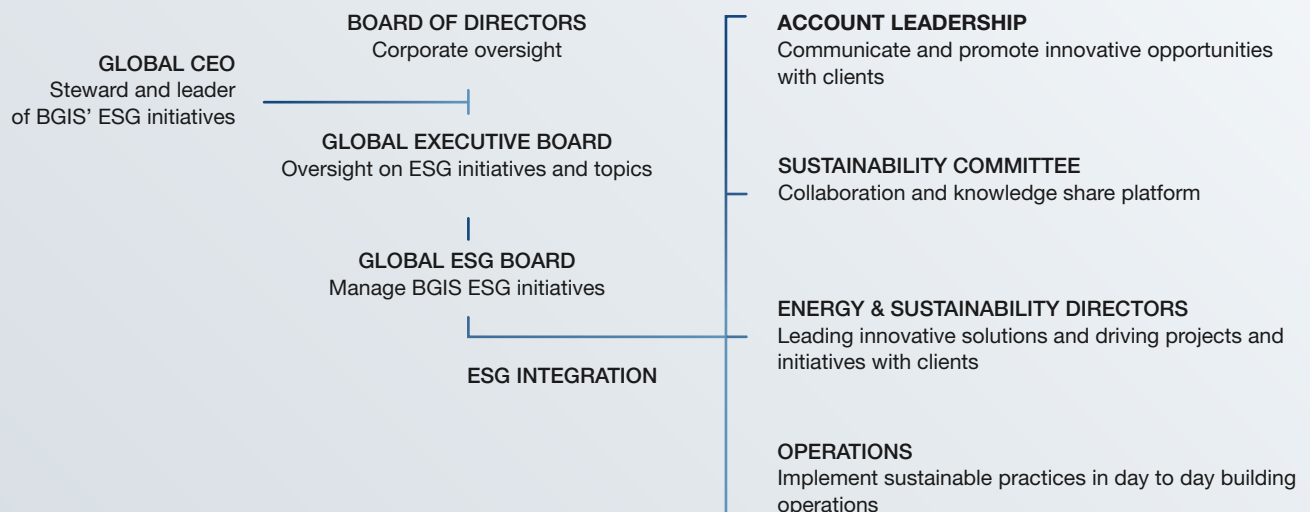 BOARD OF DIRECTORS
Corporate oversight
GLOBAL CEO
Steward and leader
of BGIS’ ESG initiatives
GLOBAL EXECUTIVE BOARD
Oversight on ESG initiatives and topics
GLOBAL ESG BOARD
Manage BGIS ESG initiatives
ESG INTEGRATION
ACCOUNT LEADERSHIP
Communicate and promote innovative opportunities
with clients
SUSTAINABILITY COMMITTEE
Collaboration and knowledge share platform
ENERGY & SUSTAINABILITY DIRECTORS
Leading innovative solutions and driving projects and
initiatives with clients
OPERATIONS
Implement sustainable practices in day to day building
operations